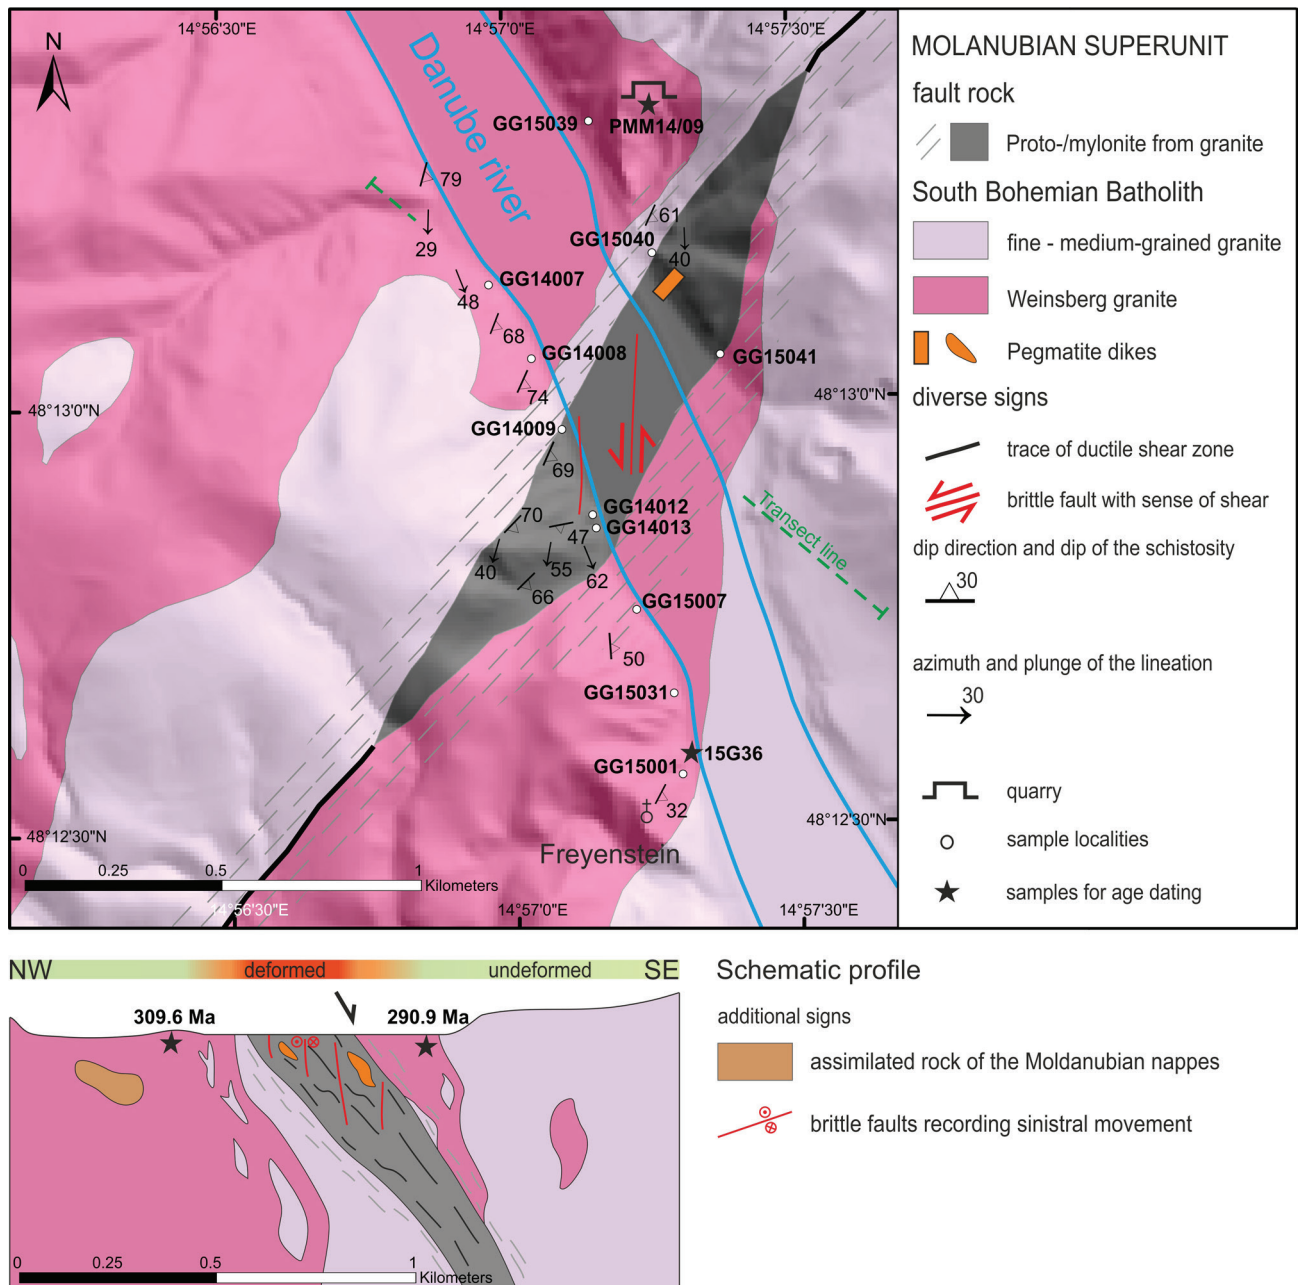 14°56'30"E
14°57'0"E
14°57'30"E
N
Danube river
GG15039
PMM14/09
79
29
61
GG15040
40
GG14007
48
68
GG14008
GG15041
74
48°13'0"N
48°13'0"N
GG14009
69
70
GG14012
47
GG14013
Transect line
40
55
62
66
GG15007
50
GG15031
15G36
GG15001
32
48°12'30"N
48°12'30"N
Freyenstein
0 0.25 0.5 1
Kilometers
14°56'30"E
14°57'0"E
14°57'30"E
MOLANUBIAN SUPERUNIT
fault rock
Proto-/mylonite from granite
South Bohemian Batholith
fine - medium-grained granite
Weinsberg granite
Pegmatite dikes
diverse signs
trace of ductile shear zone
brittle fault with sense of shear
dip direction and dip of the schistosity
30
azimuth and plunge of the lineation
30
quarry
sample localities
samples for age dating
NW deformed undeformed SE
309.6 Ma
290.9 Ma
0 0.25 0.5 1
Kilometers
Schematic profile
additional signs
assimilated rock of the Moldanubian nappes
brittle faults recording sinistral movement